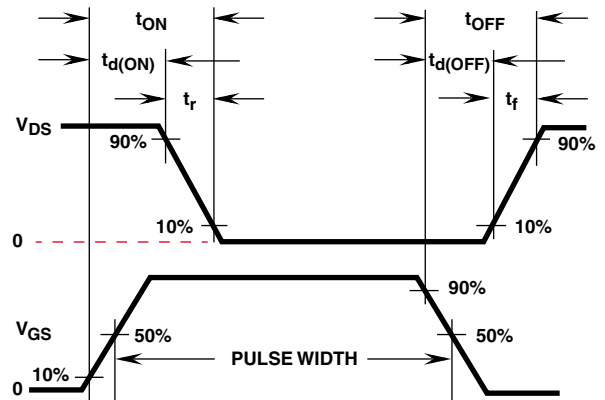 tON tOFF
td(ON) td(OFF)
tr tf
VDS
90% 90%
10% 10%
0
90%
VGS 50% 50%
PULSE WIDTH
10%
0